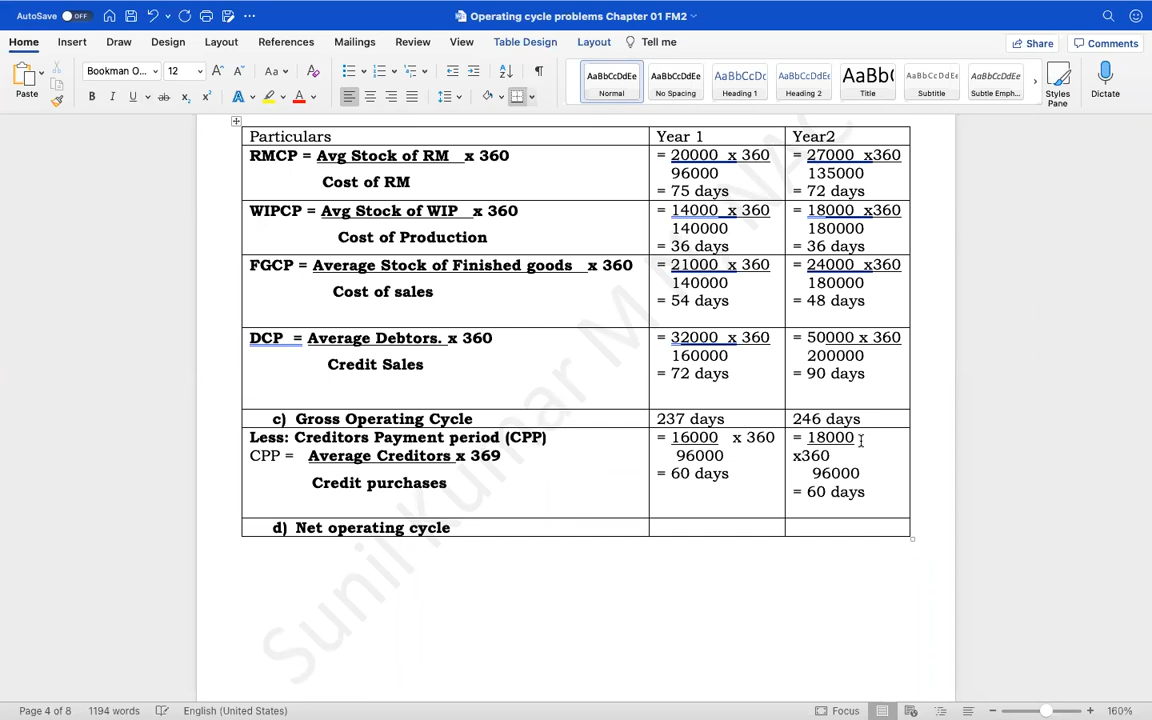 AutoSave OFF Operating cycle problems Chapter 01 FM2
Home Insert Draw Design Layout References Mailings Review View Table Design Layout Tell me Share Comments
Paste Bookman O... 12 A A Aa A
B I U ab x₂ x² A A
AaBbCcDdEe Normal
AaBbCcDdEe No Spacing
AaBbCcDc Heading 1
AaBbCcDdEe Heading 2
AaBb( Title
AaBbCcDdEe Subtitle
AaBbCcDdEe Subtle Emph...
Styles Pane
Dictate
Particulars Year 1 Year2
RMCP = Avg Stock of RM x 360 = 20000 x 360 = 27000 x360
Cost of RM 96000 135000
= 75 days = 72 days
WIPCP = Avg Stock of WIP x 360 = 14000 x 360 = 18000 x360
Cost of Production 140000 180000
= 36 days = 36 days
FGCP = Average Stock of Finished goods x 360 = 21000 x 360 = 24000 x360
Cost of sales 140000 180000
= 54 days = 48 days
DCP = Average Debtors. x 360 = 32000 x 360 = 50000 x 360
Credit Sales 160000 200000
= 72 days = 90 days
c) Gross Operating Cycle 237 days 246 days
Less: Creditors Payment period (CPP) = 16000 x 360 = 18000
CPP = Average Creditors x 369 96000 x360
Credit purchases = 60 days 96000
= 60 days
d) Net operating cycle
Sunil Kumar M
Page 4 of 8 1194 words English (United States) Focus 160%